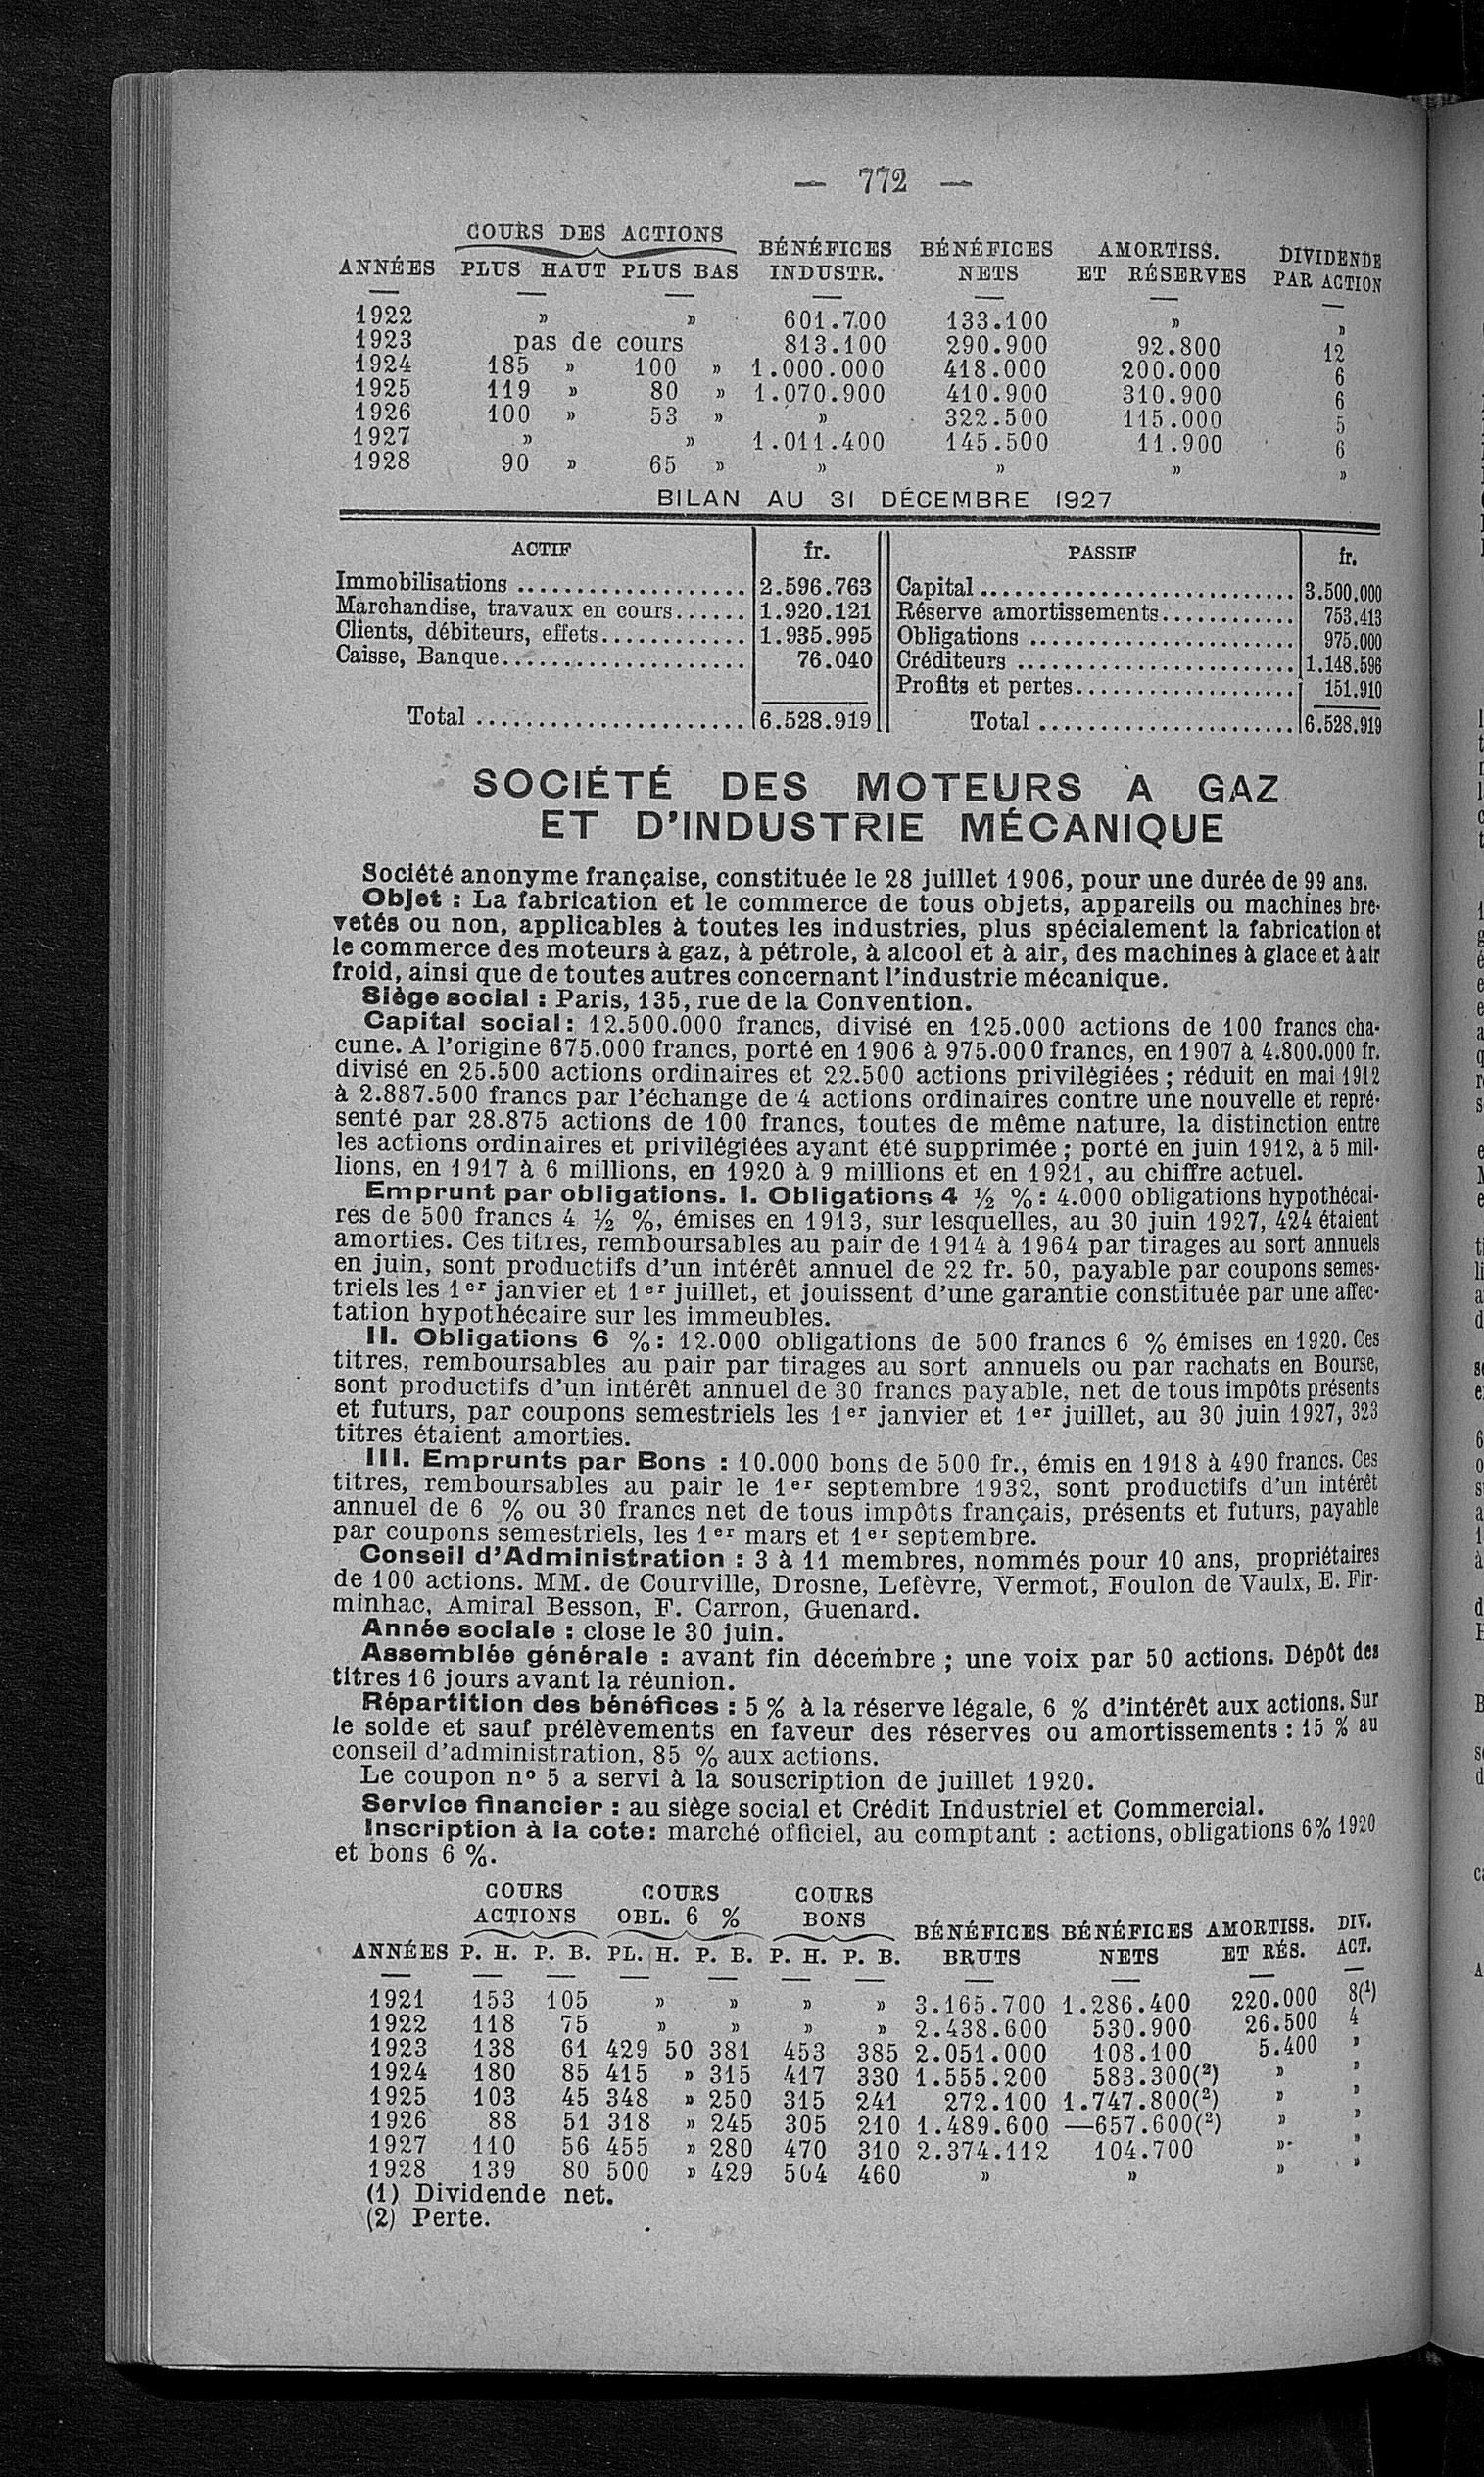 — 772 —
COURS DES ACTIONS
ANNÉES PLUS HAUT PLUS BAS BÉNÉFICES INDUSTR. BÉNÉFICES NETS AMORTISS. ET RÉSERVES DIVIDENDE PAR ACTION
1922 » » 601.700 133.100 » »
1923 pas de cours 813.100 290.900 92.800 12
1924 185 » 100 » 1.000.000 418.000 200.000 6
1925 119 » 80 » 1.070.900 410.900 310.900 6
1926 100 » 53 » » 322.500 115.000 5
1927 » » 1.011.400 145.500 11.900 6
1928 90 » 65 » » » » »
BILAN AU 31 DÉCEMBRE 1927
ACTIF fr. PASSIF fr.
Immobilisations ................... 2.596.763 Capital ........................... 3.500.000
Marchandise, travaux en cours...... 1.920.121 Réserve amortissements............ 753.413
Clients, débiteurs, effets............. 1.935.995 Obligations ....................... 975.000
Caisse, Banque..................... 76.040 Créditeurs ........................ 1.148.596
Profits et pertes................... 151.910
Total ....................... 6.528.919 Total ...................... 6.528.919
SOCIÉTÉ DES MOTEURS A GAZ
ET D'INDUSTRIE MÉCANIQUE
Société anonyme française, constituée le 28 juillet 1906, pour une durée de 99 ans.
Objet : La fabrication et le commerce de tous objets, appareils ou machines bre-
vetés ou non, applicables à toutes les industries, plus spécialement la fabrication et
le commerce des moteurs à gaz, à pétrole, à alcool et à air, des machines à glace et à air
froid, ainsi que de toutes autres concernant l'industrie mécanique.
Siège social : Paris, 135, rue de la Convention.
Capital social : 12.500.000 francs, divisé en 125.000 actions de 100 francs cha-
cune. A l'origine 675.000 francs, porté en 1906 à 975.000 francs, en 1907 à 4.800.000 fr.
divisé en 25.500 actions ordinaires et 22.500 actions privilégiées ; réduit en mai 1912
à 2.887.500 francs par l'échange de 4 actions ordinaires contre une nouvelle et repré-
senté par 28.875 actions de 100 francs, toutes de même nature, la distinction entre
les actions ordinaires et privilégiées ayant été supprimée ; porté en juin 1912, à 5 mil-
lions, en 1917 à 6 millions, en 1920 à 9 millions et en 1921, au chiffre actuel.
Emprunt par obligations. I. Obligations 4 ½ % : 4.000 obligations hypothécai-
res de 500 francs 4 ½ %, émises en 1913, sur lesquelles, au 30 juin 1927, 424 étaient
amorties. Ces titres, remboursables au pair de 1914 à 1964 par tirages au sort annuels
en juin, sont productifs d'un intérêt annuel de 22 fr. 50, payable par coupons semes-
triels les 1er janvier et 1er juillet, et jouissent d'une garantie constituée par une affec-
tation hypothécaire sur les immeubles.
II. Obligations 6 % : 12.000 obligations de 500 francs 6 % émises en 1920. Ces
titres, remboursables au pair par tirages au sort annuels ou par rachats en Bourse,
sont productifs d'un intérêt annuel de 30 francs payable, net de tous impôts présents
et futurs, par coupons semestriels les 1er janvier et 1er juillet, au 30 juin 1927, 323
titres étaient amorties.
III. Emprunts par Bons : 10.000 bons de 500 fr., émis en 1918 à 490 francs. Ces
titres, remboursables au pair le 1er septembre 1932, sont productifs d'un intérêt
annuel de 6 % ou 30 francs net de tous impôts français, présents et futurs, payable
par coupons semestriels, les 1er mars et 1er septembre.
Conseil d'Administration : 3 à 11 membres, nommés pour 10 ans, propriétaires
de 100 actions. MM. de Courville, Drosne, Lefèvre, Vermot, Foulon de Vaulx, E. Fir-
minhac, Amiral Besson, F. Carron, Guenard.
Année sociale : close le 30 juin.
Assemblée générale : avant fin décembre ; une voix par 50 actions. Dépôt des
titres 16 jours avant la réunion.
Répartition des bénéfices : 5 % à la réserve légale, 6 % d'intérêt aux actions. Sur
le solde et sauf prélèvements en faveur des réserves ou amortissements : 15 % au
conseil d'administration, 85 % aux actions.
Le coupon nº 5 a servi à la souscription de juillet 1920.
Service financier : au siège social et Crédit Industriel et Commercial.
Inscription à la cote : marché officiel, au comptant : actions, obligations 6 % 1920
et bons 6 %.
COURS ACTIONS COURS OBL. 6 % COURS BONS
ANNÉES P. H. P. B. PL. H. P. B. P. H. P. B. BÉNÉFICES BRUTS BÉNÉFICES NETS AMORTISS. ET RÉS. DIV. ACT.
1921 153 105 » » » » 3.165.700 1.286.400 220.000 8(1)
1922 118 75 » » » » 2.438.600 530.900 26.500 4
1923 138 61 429 50 381 453 385 2.051.000 108.100 5.400 »
1924 180 85 415 » 315 417 330 1.555.200 583.300(2) » »
1925 103 45 348 » 250 315 241 272.100 1.747.800(2) » »
1926 88 51 318 » 245 305 210 1.489.600 —657.600(2) » »
1927 110 56 455 » 280 470 310 2.374.112 104.700 » »
1928 139 80 500 » 429 504 460 » » » »
(1) Dividende net.
(2) Perte.